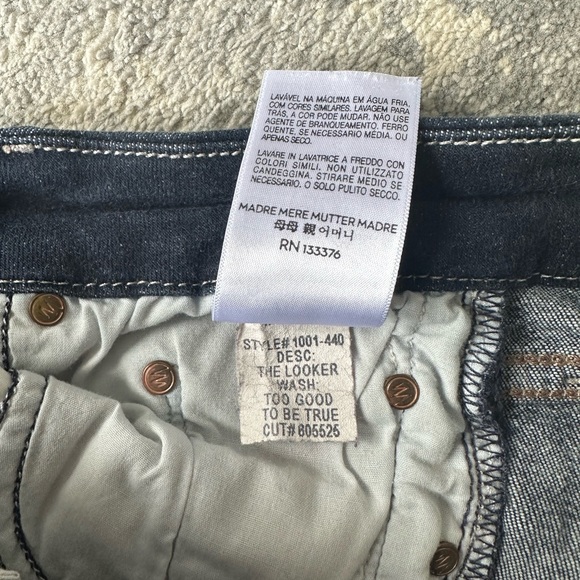 LAVÁVEL NA MÁQUINA EM ÁGUA FRIA,
COM CORES SIMILARES. LAVAGEM PARA
TRÁS, A COR PODE MUDAR. NÃO USE
AGENTE DE BRANQUEAMENTO. FERRO
QUENTE, SE NECESSARIO MÉDIA. OU
APENAS SECO.
LAVARE IN LAVATRICE A FREDDO CON
COLORI SIMILI. NON UTILIZZATO
CANDEGGINA. STIRARE MEDIO SE
NECESSARIO. O SOLO PULITO SECCO.
MADRE MERE MUTTER MADRE
母母 親 어머니
RN 133376
STYLE# 1001-440
DESC:
THE LOOKER
WASH:
TOO GOOD
TO BE TRUE
CUT# 605525